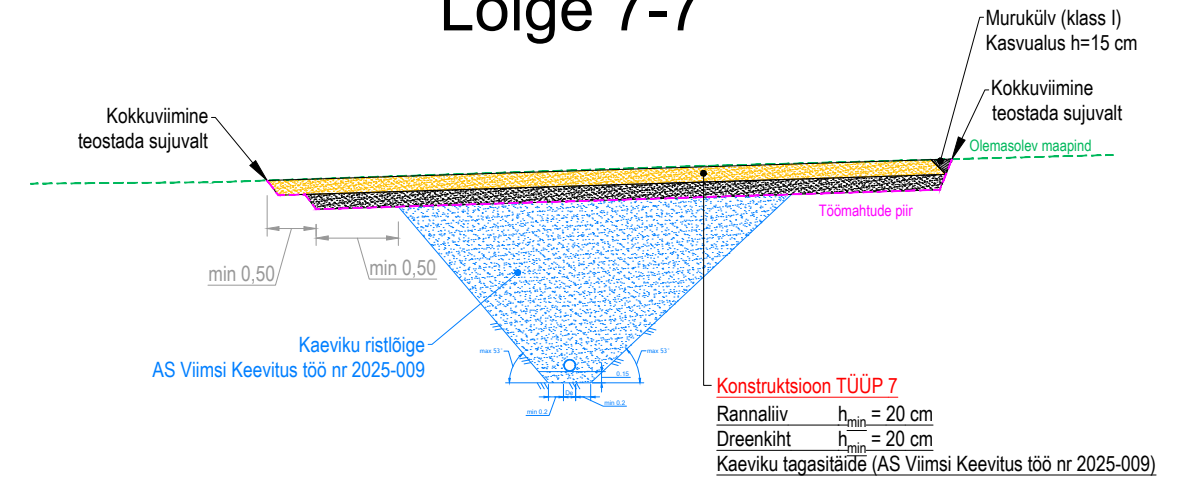 Lõige 7-7
Murukülv (klass I)
Kasvualus h=15 cm
Kokkuviimine
teostada sujuvalt
Kokkuviimine
teostada sujuvalt
Olemasolev maapind
Töömahtude piir
min 0,50
min 0,50
Kaeviku ristlõige
AS Viimsi Keevitus töö nr 2025-009
max 53°
max 53°
0.15
De
min 0.2
min 0.2
Konstruktsioon TÜÜP 7
Rannaliiv hmin = 20 cm
Dreenkiht hmin = 20 cm
Kaeviku tagasitäide (AS Viimsi Keevitus töö nr 2025-009)